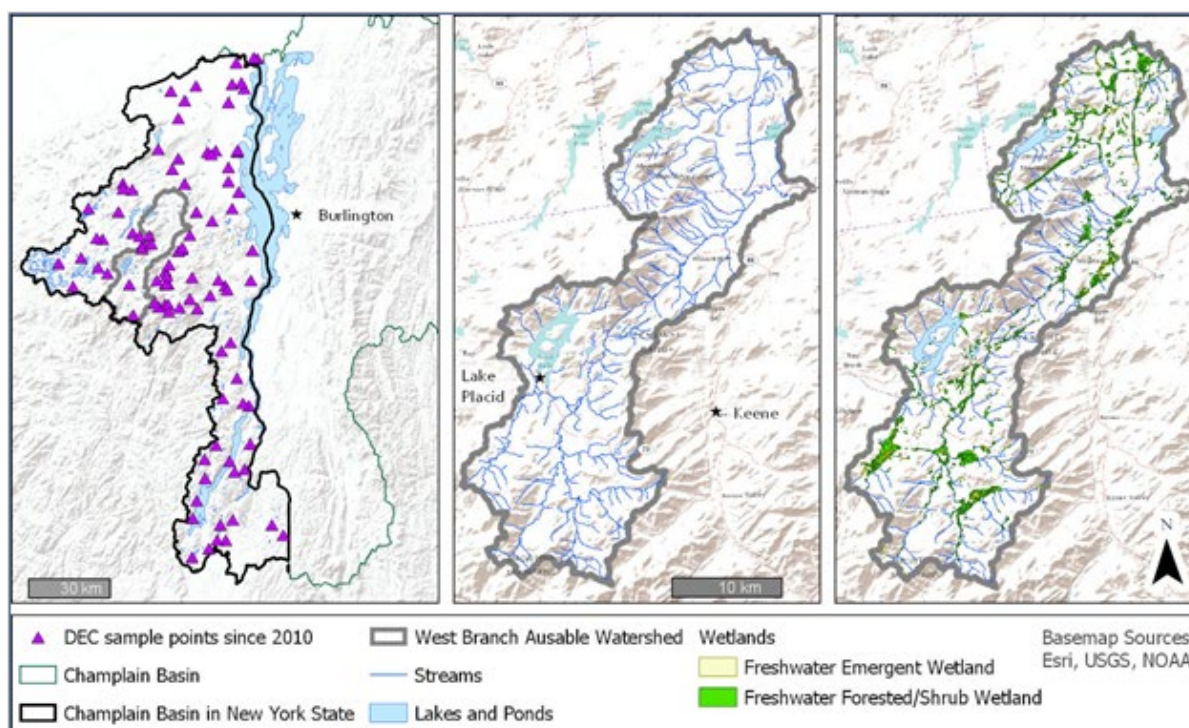 Burlington
30 km
Lake
Placid
Keene
10 km
N
DEC sample points since 2010
Champlain Basin
Champlain Basin in New York State
West Branch Ausable Watershed
Streams
Lakes and Ponds
Wetlands
Freshwater Emergent Wetland
Freshwater Forested/Shrub Wetland
Basemap Sources
Esri, USGS, NOAA